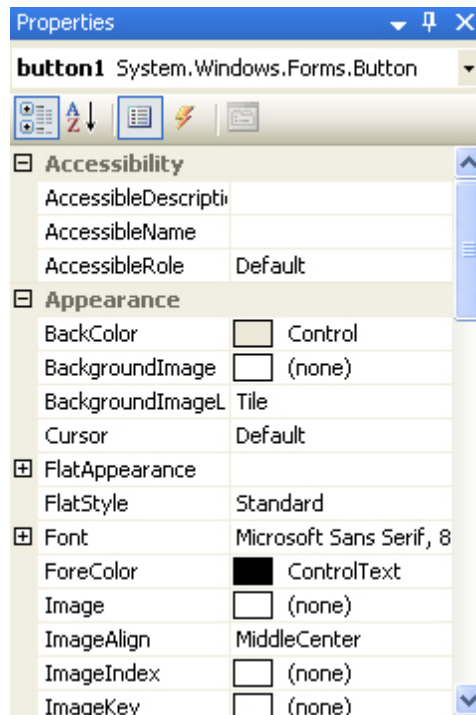 Properties
button1 System.Windows.Forms.Button
Accessibility
AccessibleDescripti
AccessibleName
AccessibleRole Default
Appearance
BackColor Control
BackgroundImage (none)
BackgroundImageL Tile
Cursor Default
FlatAppearance
FlatStyle Standard
Font Microsoft Sans Serif, 8
ForeColor ControlText
Image (none)
ImageAlign MiddleCenter
ImageIndex (none)
ImageKey (none)